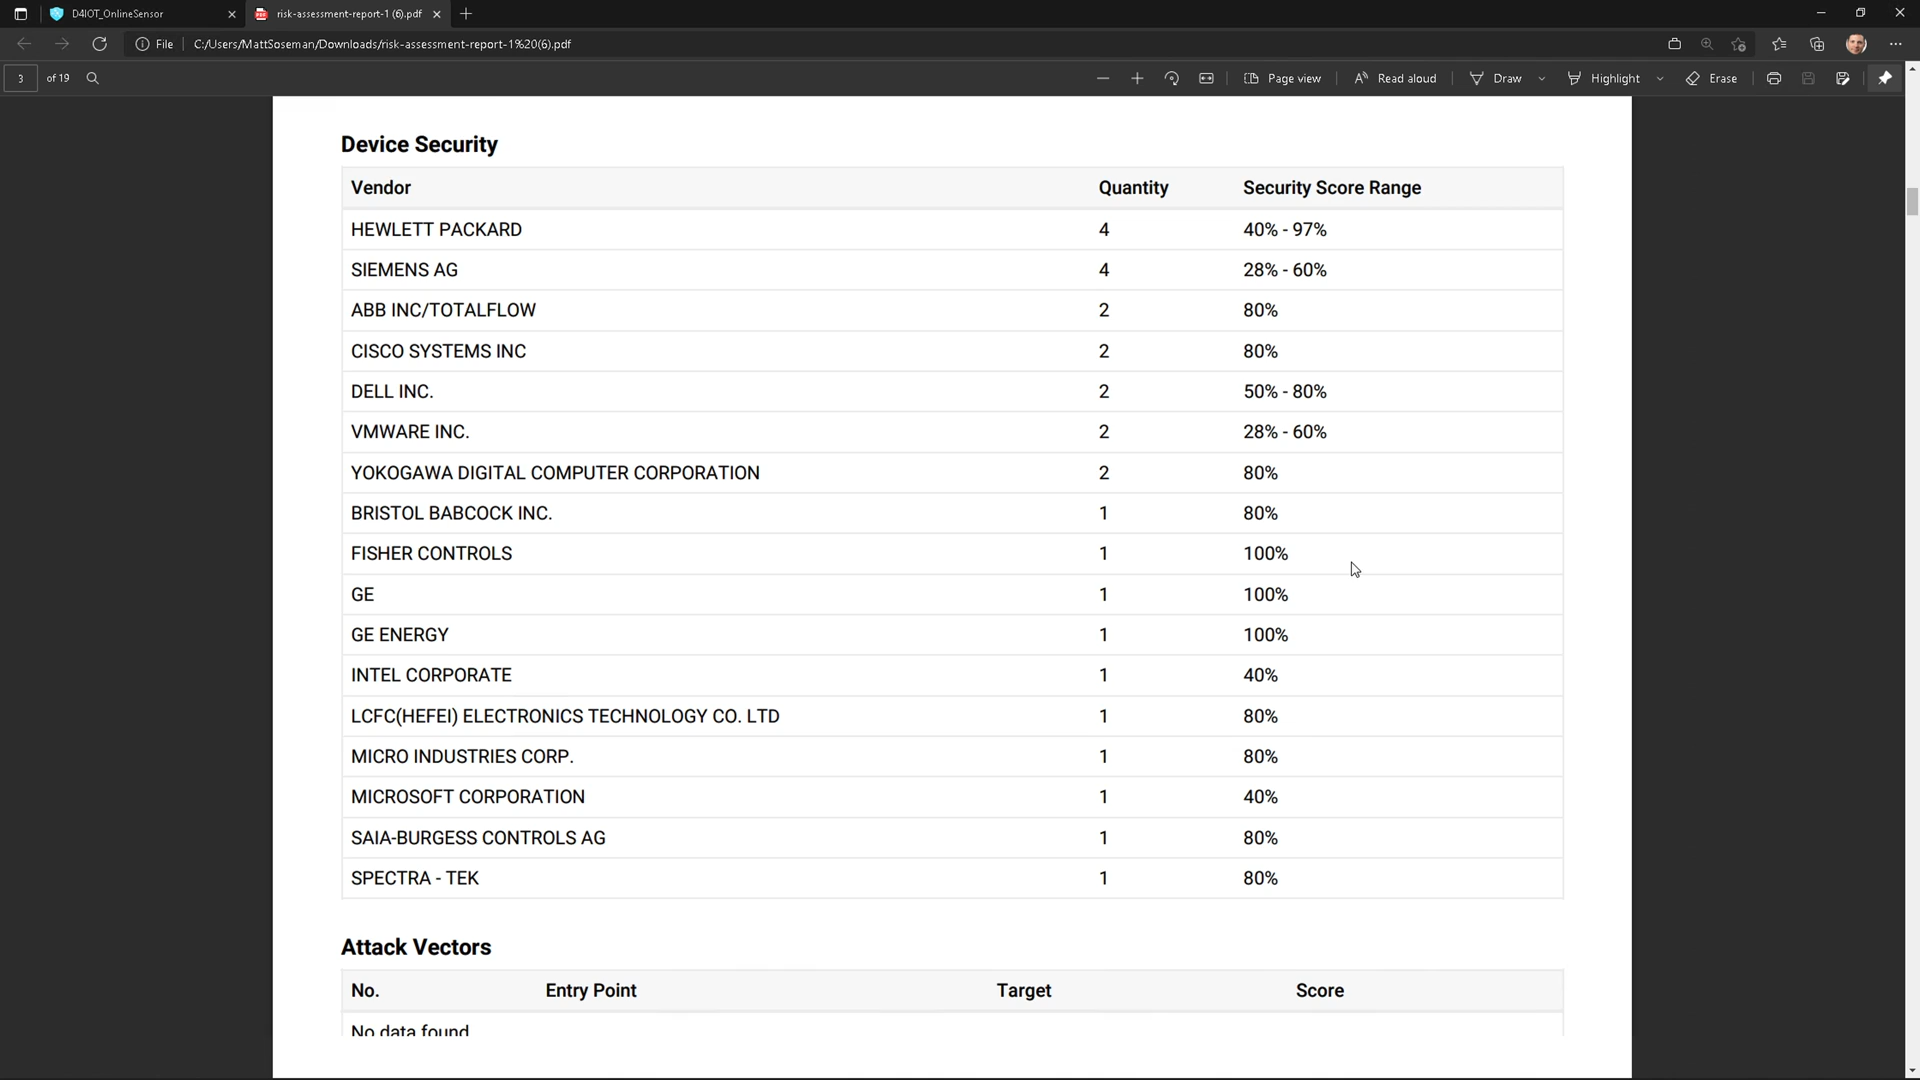 D4IOT_OnlineSensor
risk-assessment-report-1 (6).pdf
File
C:/Users/MattSoseman/Downloads/risk-assessment-report-1%20(6).pdf
3 of 19
Page view
Read aloud
Draw
Highlight
Erase
Device Security
Vendor Quantity Security Score Range
HEWLETT PACKARD 4 40% - 97%
SIEMENS AG 4 28% - 60%
ABB INC/TOTALFLOW 2 80%
CISCO SYSTEMS INC 2 80%
DELL INC. 2 50% - 80%
VMWARE INC. 2 28% - 60%
YOKOGAWA DIGITAL COMPUTER CORPORATION 2 80%
BRISTOL BABCOCK INC. 1 80%
FISHER CONTROLS 1 100%
GE 1 100%
GE ENERGY 1 100%
INTEL CORPORATE 1 40%
LCFC(HEFEI) ELECTRONICS TECHNOLOGY CO. LTD 1 80%
MICRO INDUSTRIES CORP. 1 80%
MICROSOFT CORPORATION 1 40%
SAIA-BURGESS CONTROLS AG 1 80%
SPECTRA - TEK 1 80%
Attack Vectors
No. Entry Point Target Score
No data found